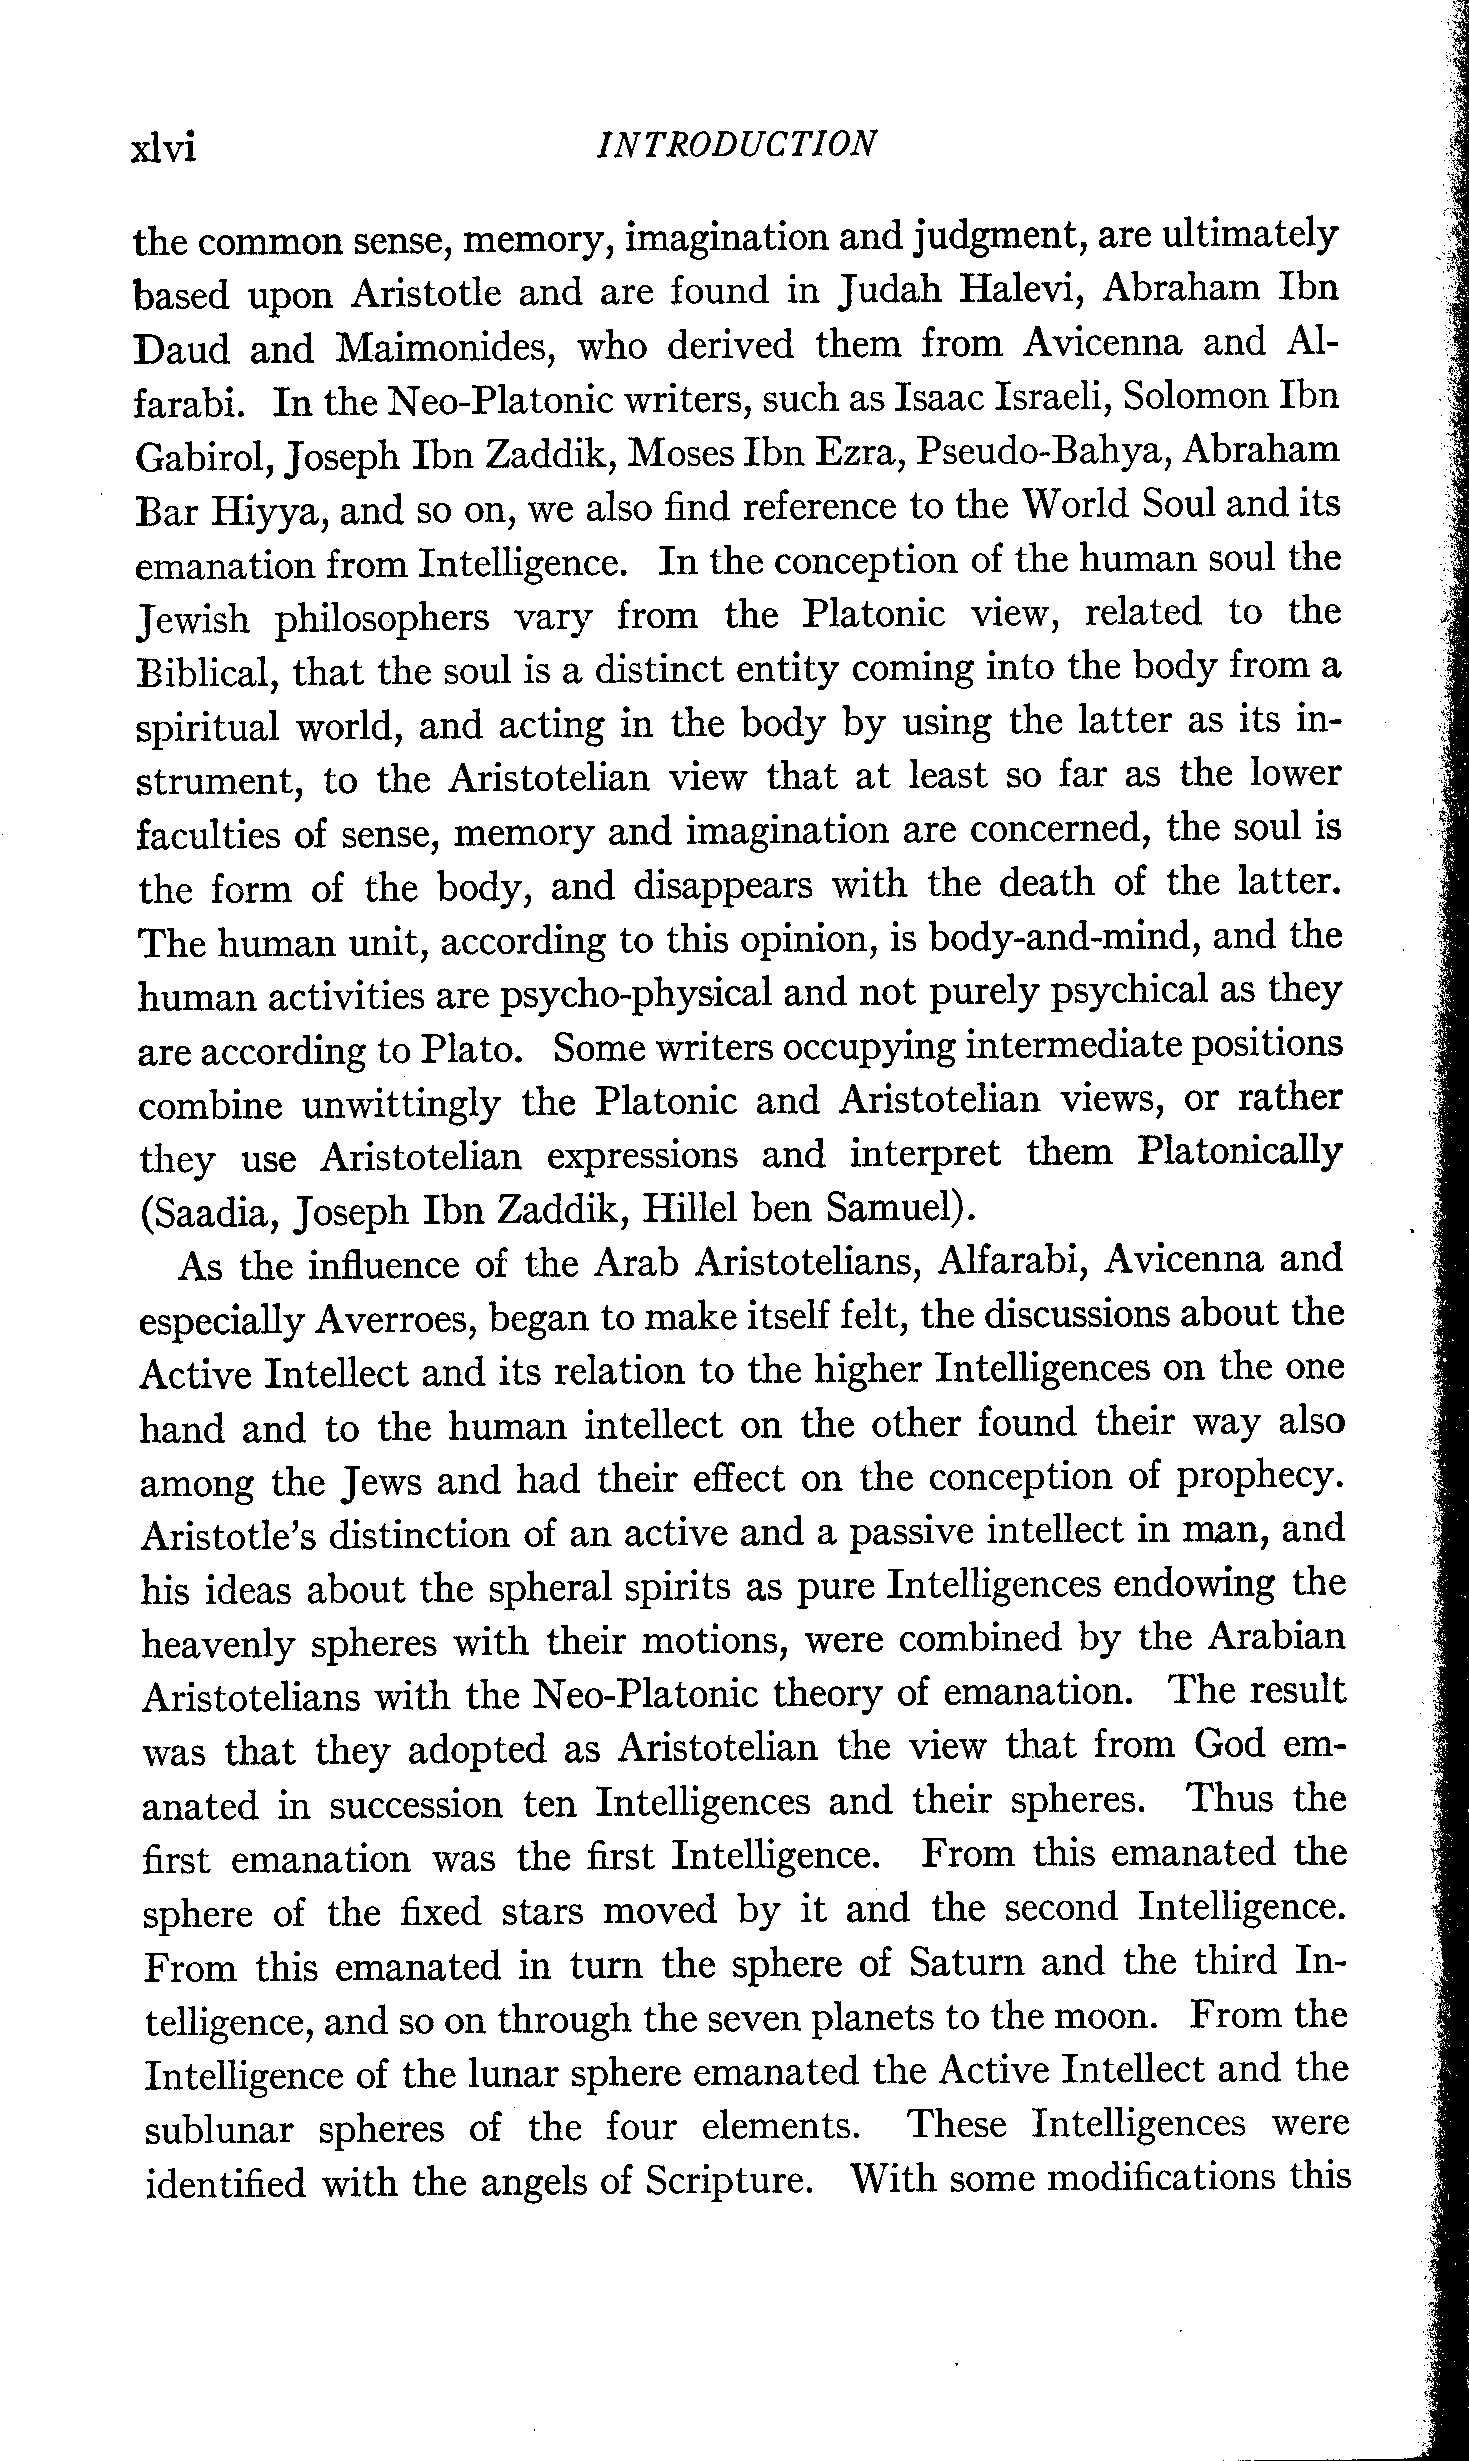 xlvi INTRODUCTION
the common sense, memory, imagination and judgment, are ultimately
based upon Aristotle and are found in Judah Halevi, Abraham Ibn
Daud and Maimonides, who derived them from Avicenna and Al-
farabi. In the Neo-Platonic writers, such as Isaac Israeli, Solomon Ibn
Gabirol, Joseph Ibn Zaddik, Moses Ibn Ezra, Pseudo-Bahya, Abraham
Bar Hiyya, and so on, we also find reference to the World Soul and its
emanation from Intelligence. In the conception of the human soul the
Jewish philosophers vary from the Platonic view, related to the
Biblical, that the soul is a distinct entity coming into the body from a
spiritual world, and acting in the body by using the latter as its in-
strument, to the Aristotelian view that at least so far as the lower
faculties of sense, memory and imagination are concerned, the soul is
the form of the body, and disappears with the death of the latter.
The human unit, according to this opinion, is body-and-mind, and the
human activities are psycho-physical and not purely psychical as they
are according to Plato. Some writers occupying intermediate positions
combine unwittingly the Platonic and Aristotelian views, or rather
they use Aristotelian expressions and interpret them Platonically
(Saadia, Joseph Ibn Zaddik, Hillel ben Samuel).
As the influence of the Arab Aristotelians, Alfarabi, Avicenna and
especially Averroes, began to make itself felt, the discussions about the
Active Intellect and its relation to the higher Intelligences on the one
hand and to the human intellect on the other found their way also
among the Jews and had their effect on the conception of prophecy.
Aristotle's distinction of an active and a passive intellect in man, and
his ideas about the spheral spirits as pure Intelligences endowing the
heavenly spheres with their motions, were combined by the Arabian
Aristotelians with the Neo-Platonic theory of emanation. The result
was that they adopted as Aristotelian the view that from God em-
anated in succession ten Intelligences and their spheres. Thus the
first emanation was the first Intelligence. From this emanated the
sphere of the fixed stars moved by it and the second Intelligence.
From this emanated in turn the sphere of Saturn and the third In-
telligence, and so on through the seven planets to the moon. From the
Intelligence of the lunar sphere emanated the Active Intellect and the
sublunar spheres of the four elements. These Intelligences were
identified with the angels of Scripture. With some modifications this